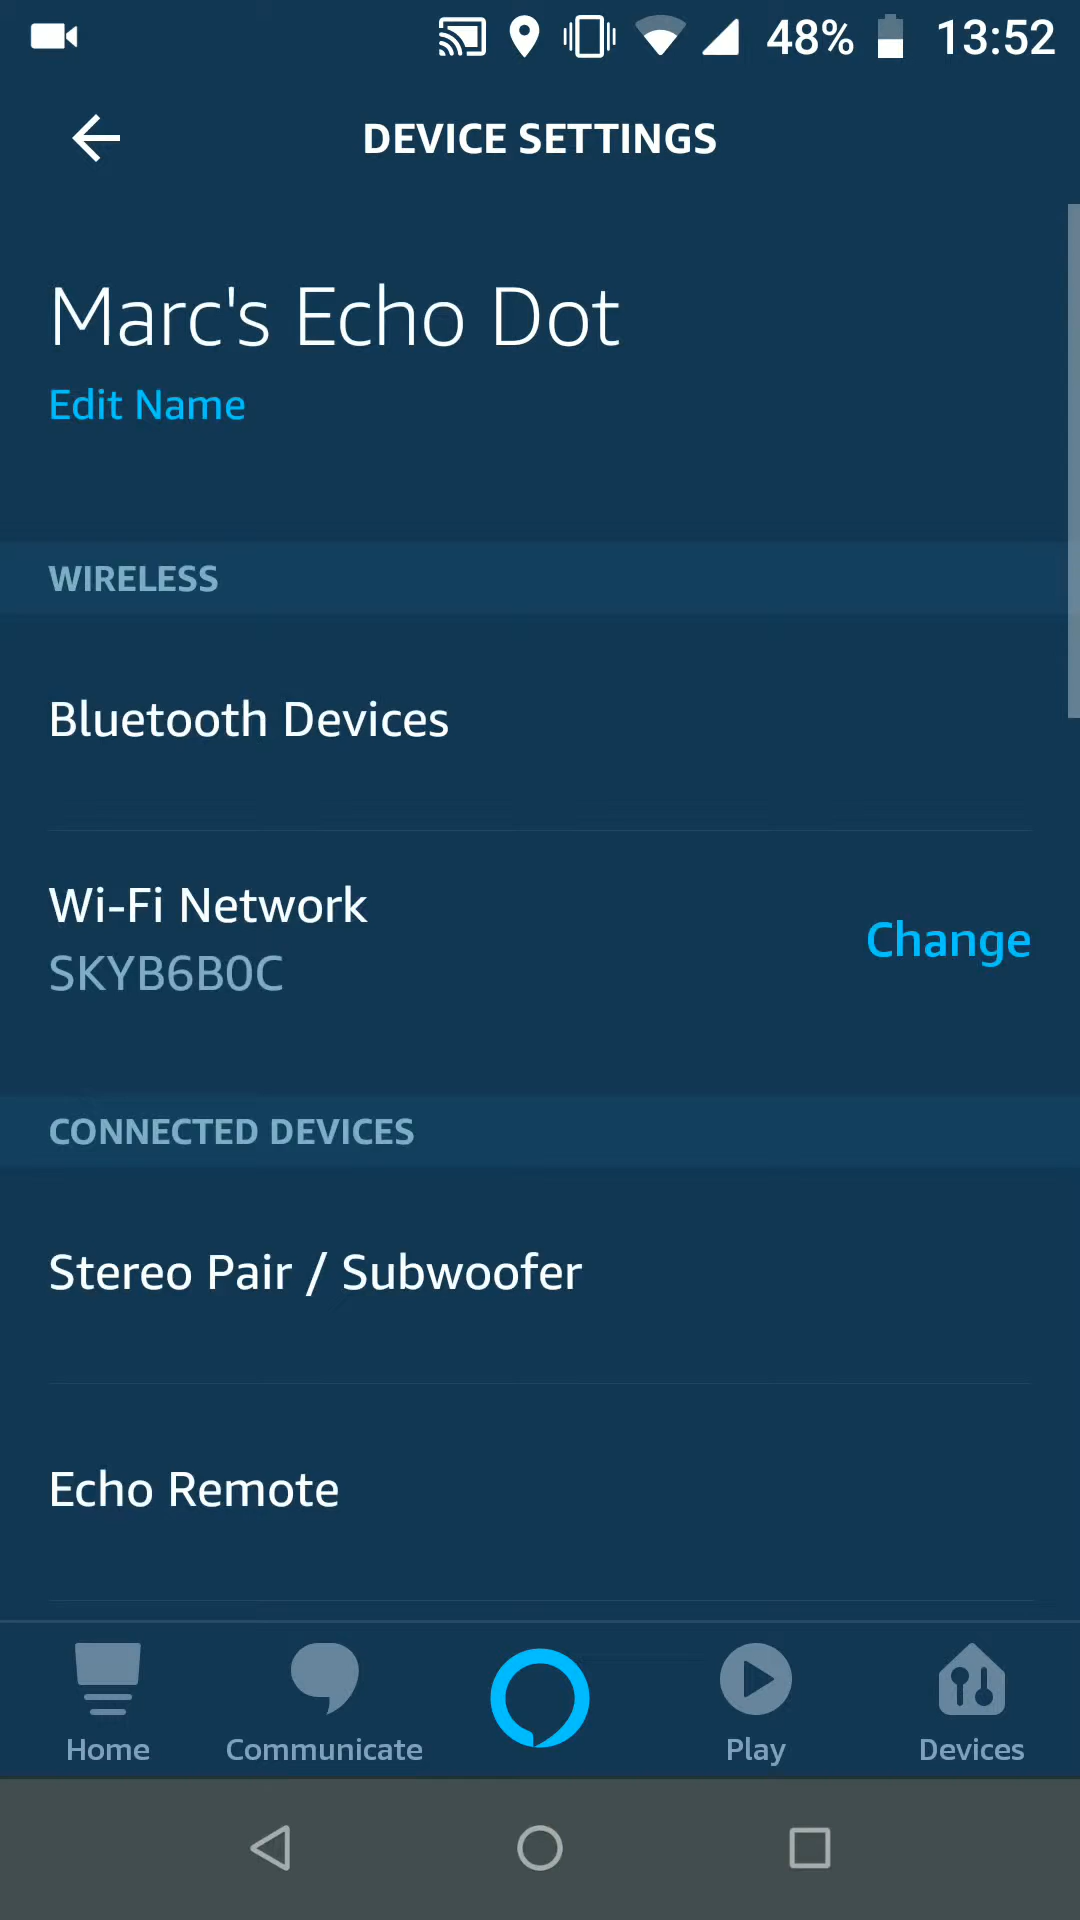 48% 13:52
DEVICE SETTINGS
Marc's Echo Dot
Edit Name
WIRELESS
Bluetooth Devices
Wi-Fi Network
SKYB6B0C
Change
CONNECTED DEVICES
Stereo Pair / Subwoofer
Echo Remote
Home Communicate Play Devices